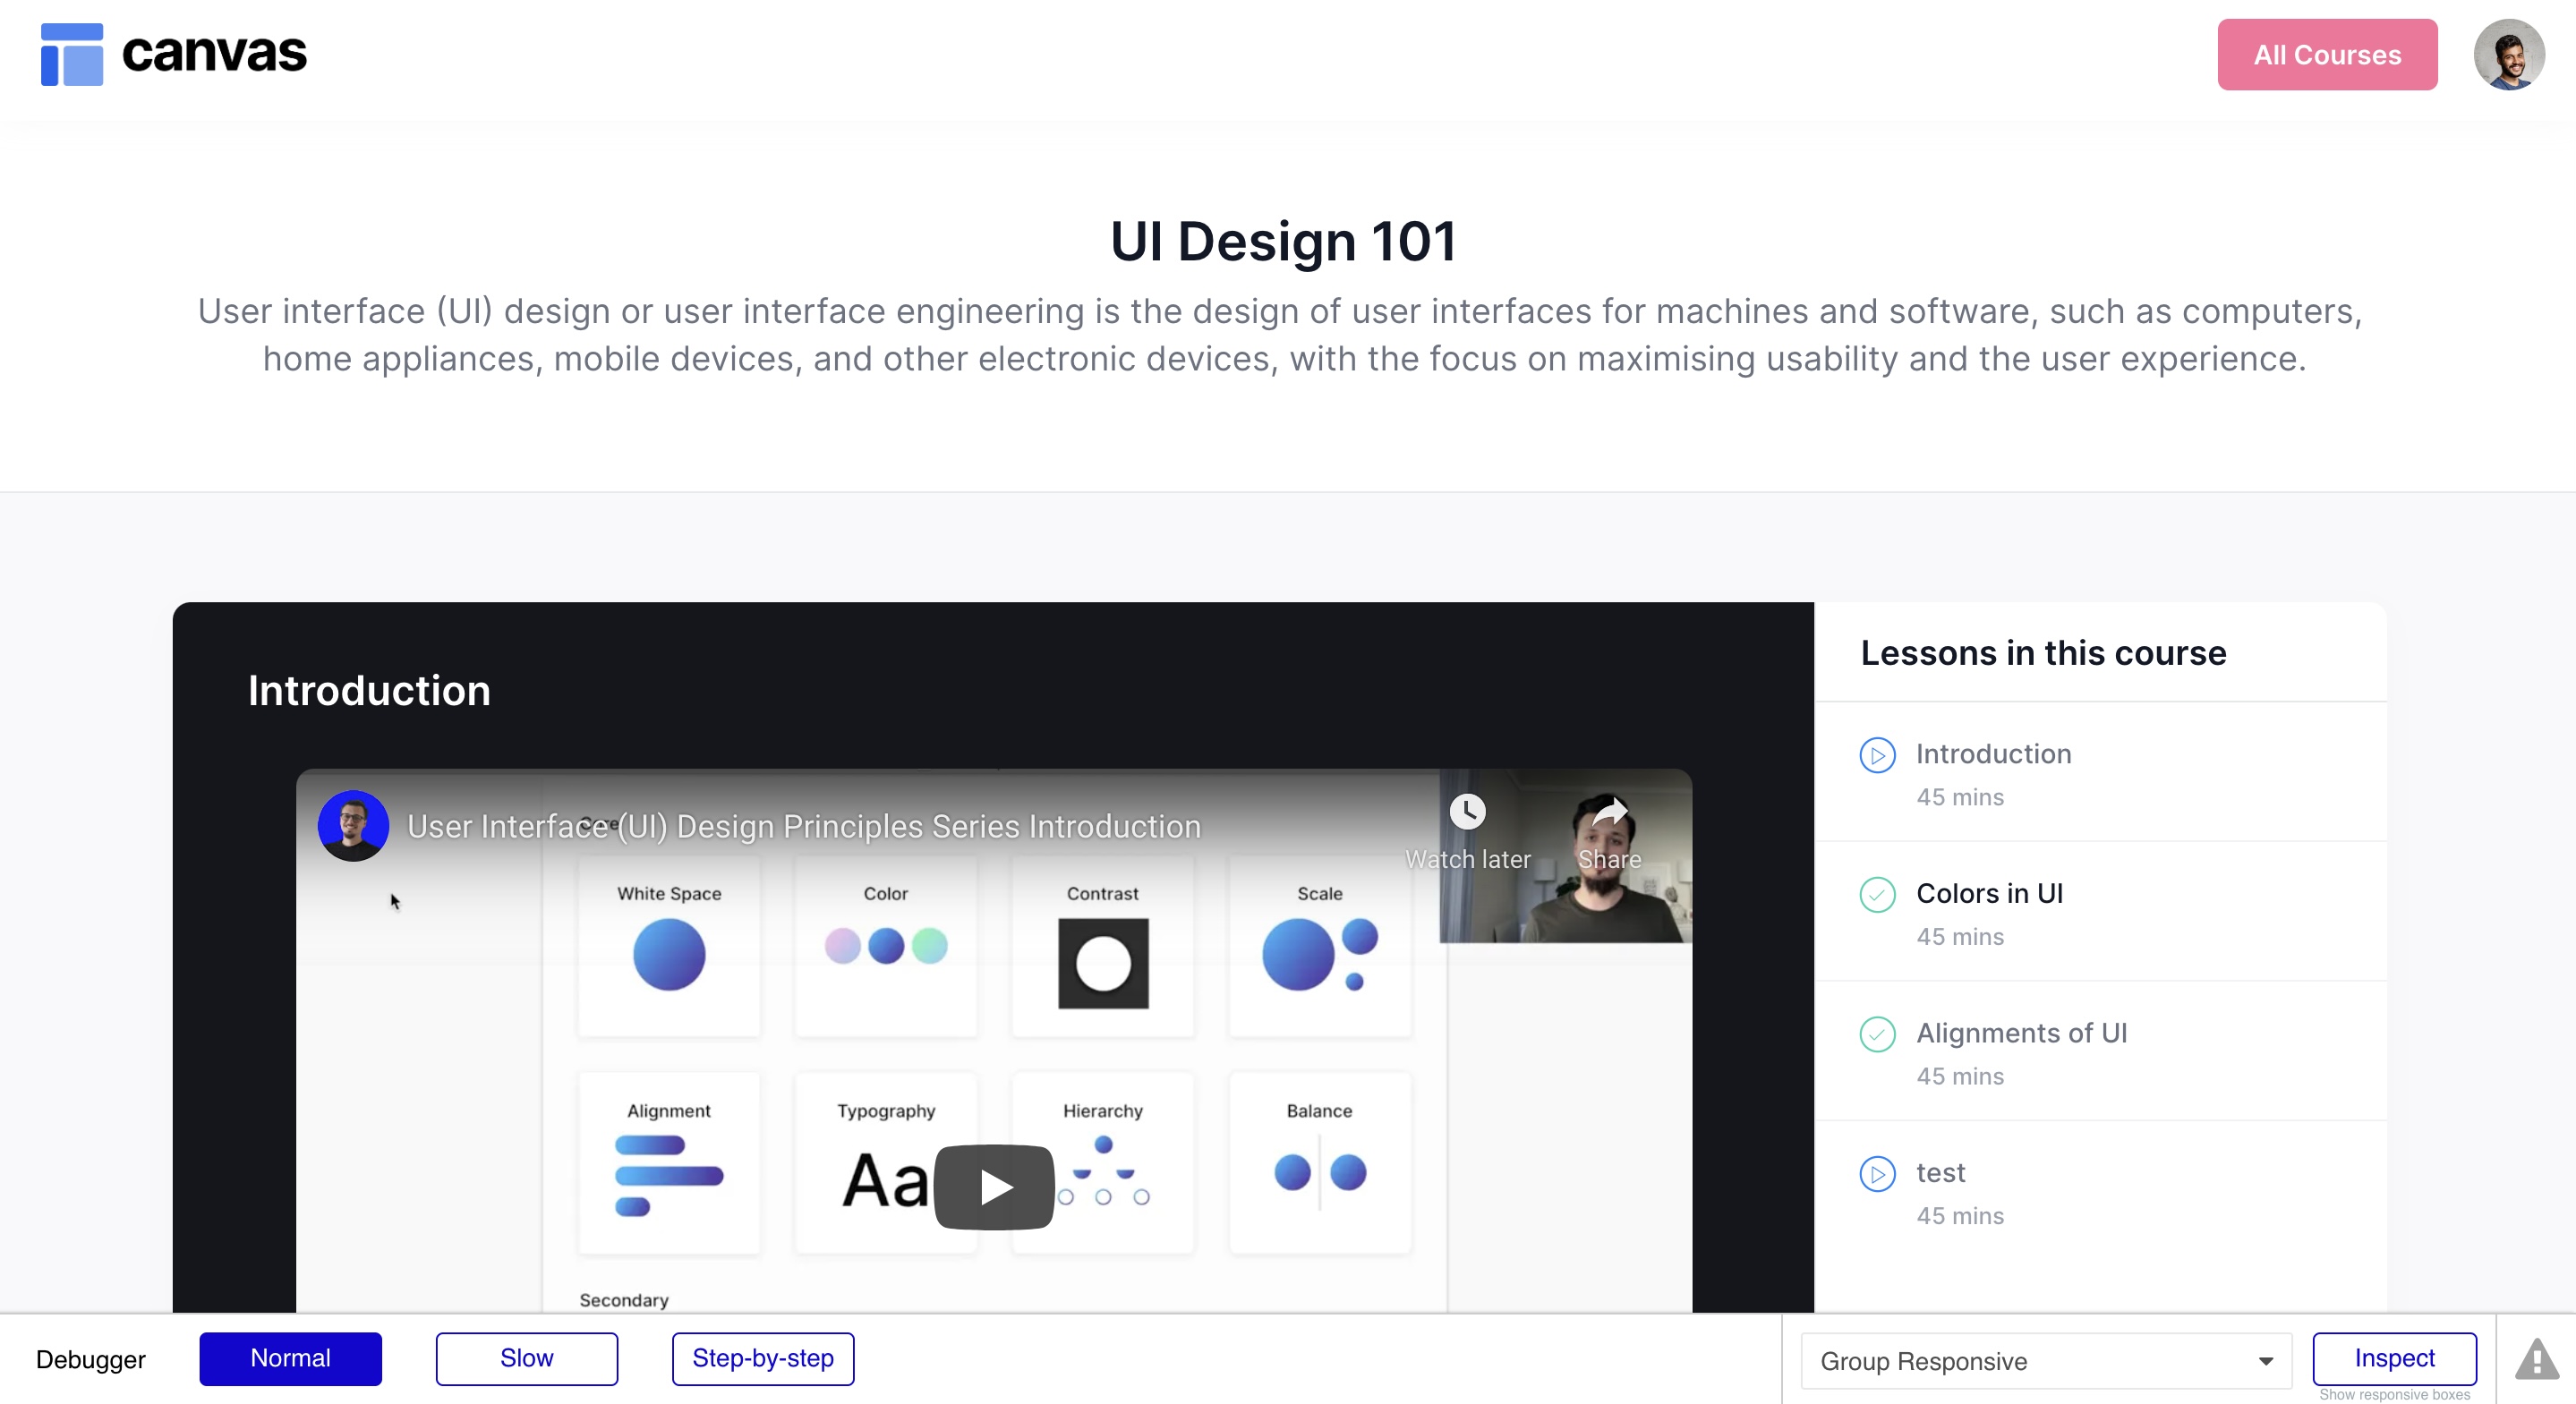 canvas
All Courses
UI Design 101
User interface (UI) design or user interface engineering is the design of user interfaces for machines and software, such as computers,
home appliances, mobile devices, and other electronic devices, with the focus on maximising usability and the user experience.
Introduction
User Interface (UI) Design Principles Series Introduction
Core
Watch later
Share
White Space
Color
Contrast
Scale
Alignment
Typography
Hierarchy
Balance
Aa
Secondary
Lessons in this course
Introduction
45 mins
Colors in UI
45 mins
Alignments of UI
45 mins
test
45 mins
Debugger
Normal
Slow
Step-by-step
Group Responsive
Inspect
Show responsive boxes